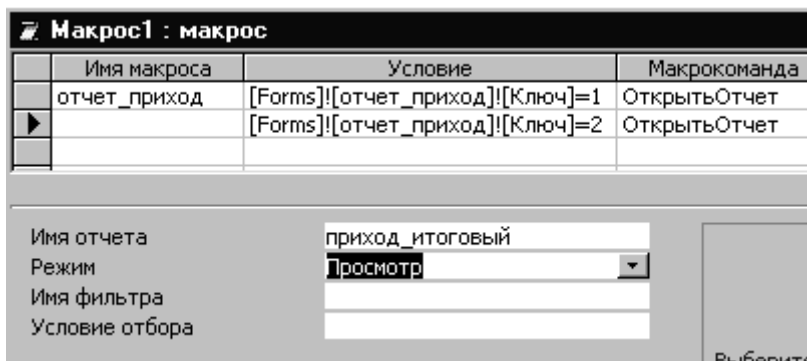 Макрос1 : макрос
Имя макроса Условие Макрокоманда
отчет_приход [Forms]![отчет_приход]![Ключ]=1 ОткрытьОтчет
[Forms]![отчет_приход]![Ключ]=2 ОткрытьОтчет
Имя отчета приход_итоговый
Режим Просмотр
Имя фильтра
Условие отбора